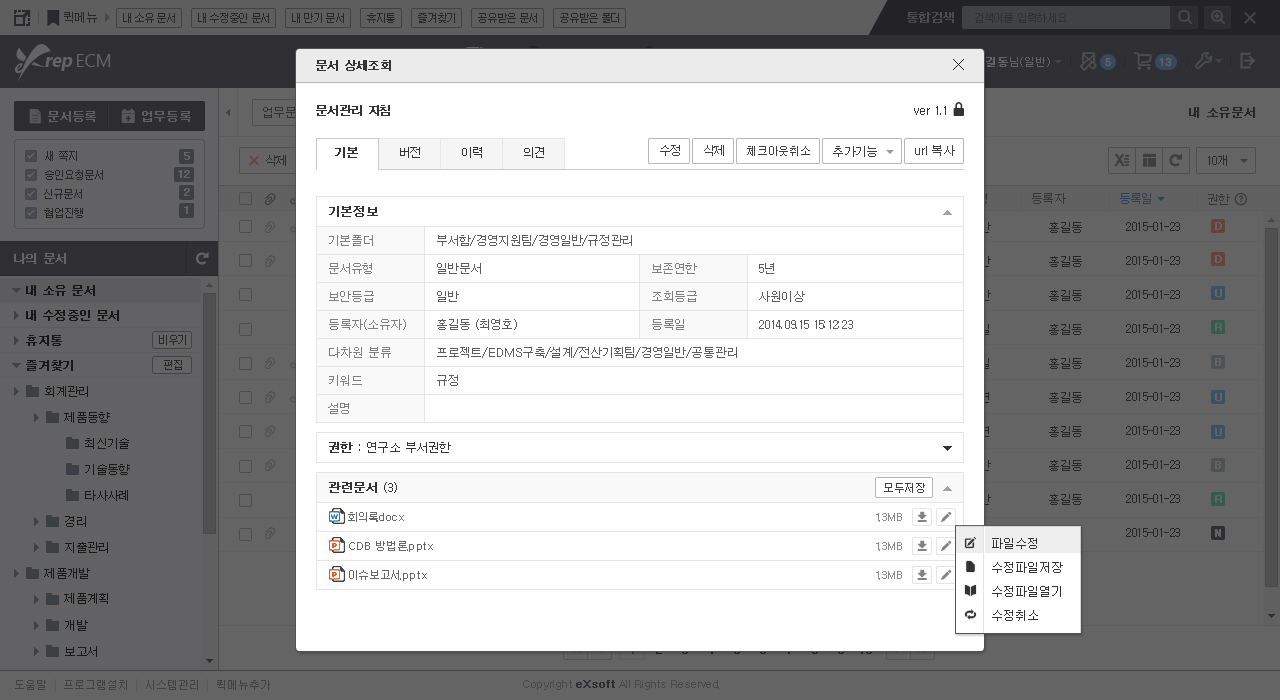 퀵메뉴 내 소유 문서 내 수정중인 문서 내 만기 문서 휴지통 즐겨찾기 공유받은 문서 공유받은 폴더 통합검색 검색어를 입력하세요
eXrep ECM
길동님(일반) 5 13
문서등록 업무등록
새 쪽지 5
승인요청문서 12
신규문서 2
협업진행 1
나의 문서
내 소유 문서
내 수정중인 문서
휴지통 비우기
즐겨찾기 편집
회계관리
제품동향
최신기술
기술동향
타사사례
경리
지출관리
제품개발
제품계획
개발
보고서
업무문
내 소유문서
삭제
10개
등록자 등록일 권한
홍길동 2015-01-23 D
홍길동 2015-01-23 D
홍길동 2015-01-23 U
홍길동 2015-01-23 R
홍길동 2015-01-23 B
홍길동 2015-01-23 U
홍길동 2015-01-23 U
홍길동 2015-01-23 B
홍길동 2015-01-23 R
홍길동 2015-01-23 N
문서 상세조회
문서관리 지침 ver 1.1
기본 버전 이력 의견 수정 삭제 체크아웃취소 추가기능 url 복사
기본정보
기본폴더 부서함/경영지원팀/경영일반/규정관리
문서유형 일반문서 보존연한 5년
보안등급 일반 조회등급 사원이상
등록자(소유자) 홍길동 (최영호) 등록일 2014.09.15 15:12:23
다차원 분류 프로젝트/EDMS구축/설계/전산기획팀/경영일반/공통관리
키워드 규정
설명
권한 : 연구소 부서권한
관련문서 (3) 모두저장
회의록.docx 1.3MB
CDB 방법론.pptx 1.3MB
이슈보고서.pptx 1.3MB
파일수정
수정파일저장
수정파일열기
수정취소
도움말 프로그램설치 시스템관리 퀵메뉴추가 Copyright eXsoft All Rights Reserved.